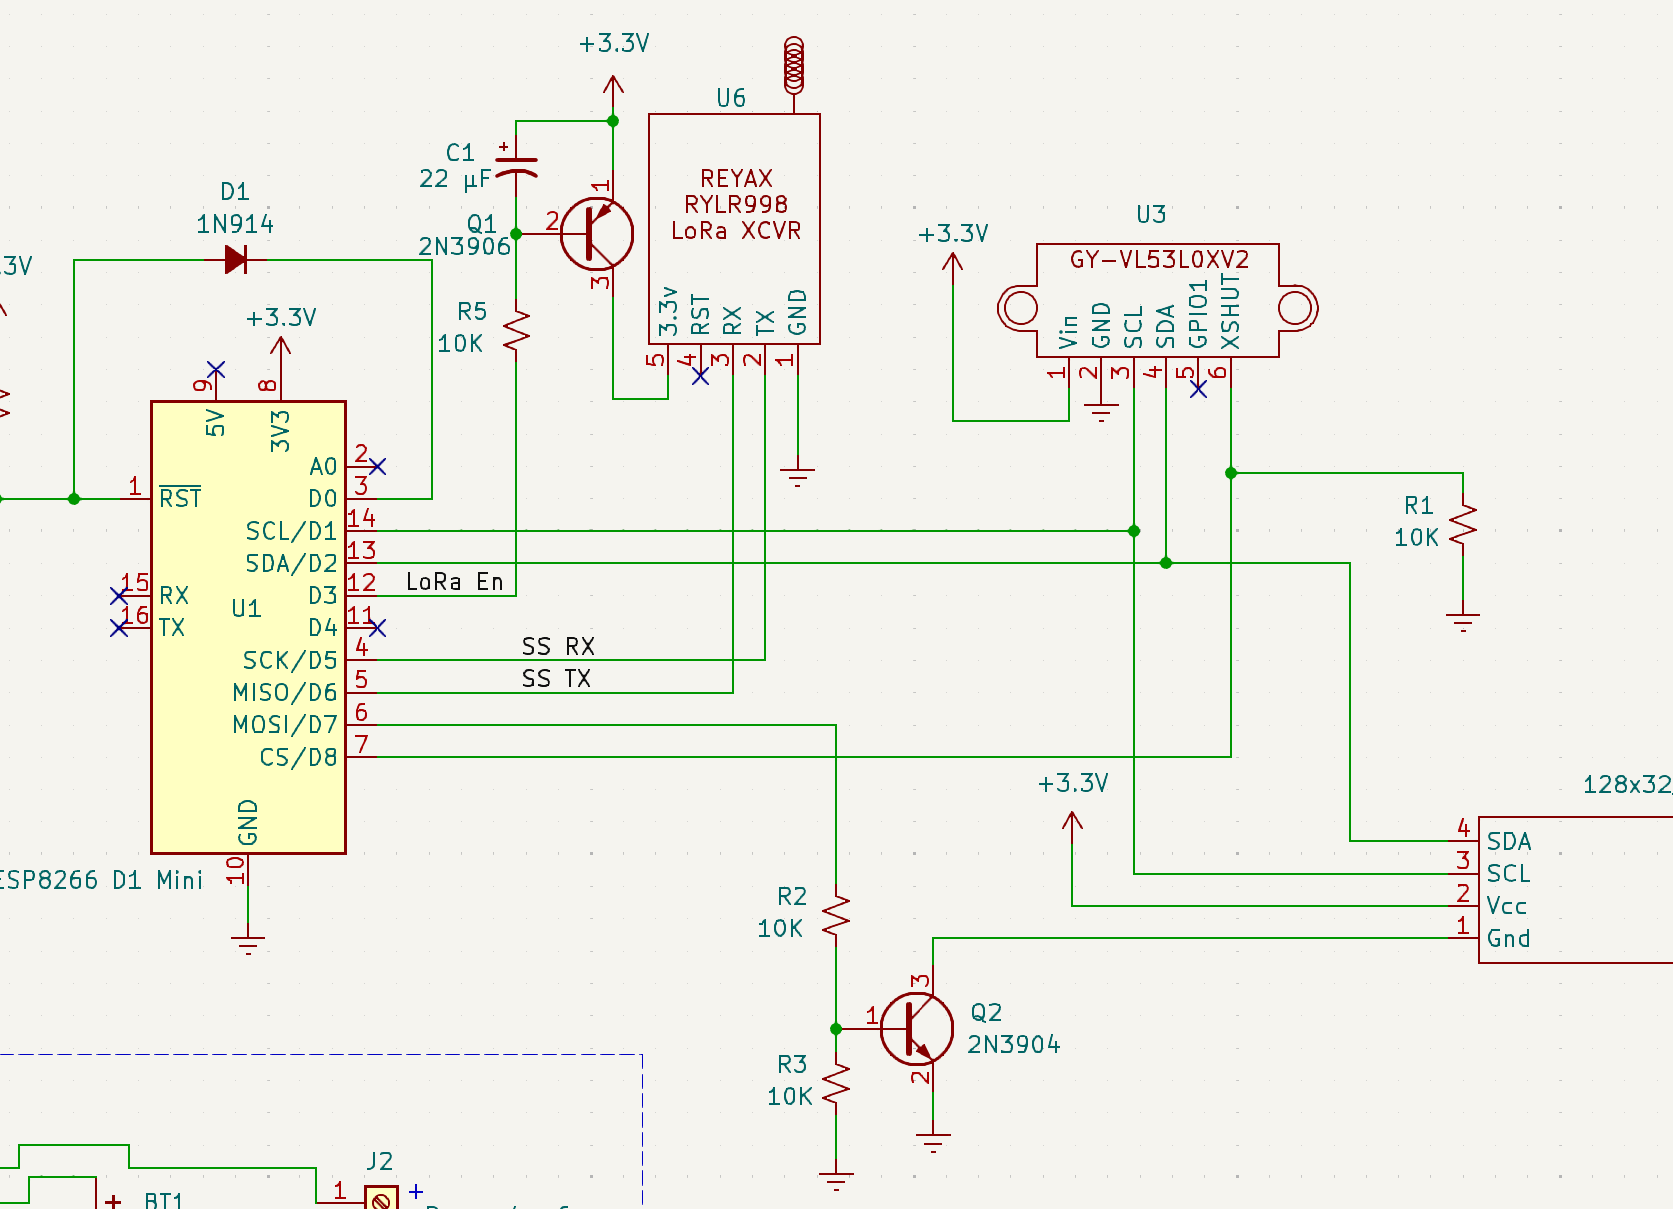 +3.3V
U6
C1
+
22 µF
REYAX
RYLR998
LoRa XCVR
1
D1
1N914
Q1
2
2N3906
3
3.3v
RST
RX
TX
GND
5
4
3
2
1
U3
+3.3V
GY-VL53L0XV2
Vin
GND
SCL
SDA
GPIO1
XSHUT
1
2
3
4
5
6
.3V
R5
10K
+3.3V
9
8
5V
3V3
A0
2
1
RST
D0
3
SCL/D1
14
SDA/D2
13
15
RX
D3
12
LoRa En
U1
16
TX
D4
11
SCK/D5
4
SS RX
MISO/D6
5
SS TX
MOSI/D7
6
CS/D8
7
GND
10
ESP8266 D1 Mini
R1
10K
+3.3V
128x32
4
SDA
3
SCL
2
Vcc
1
Gnd
R2
10K
3
1
Q2
2N3904
2
R3
10K
J2
1
+
+
BT1